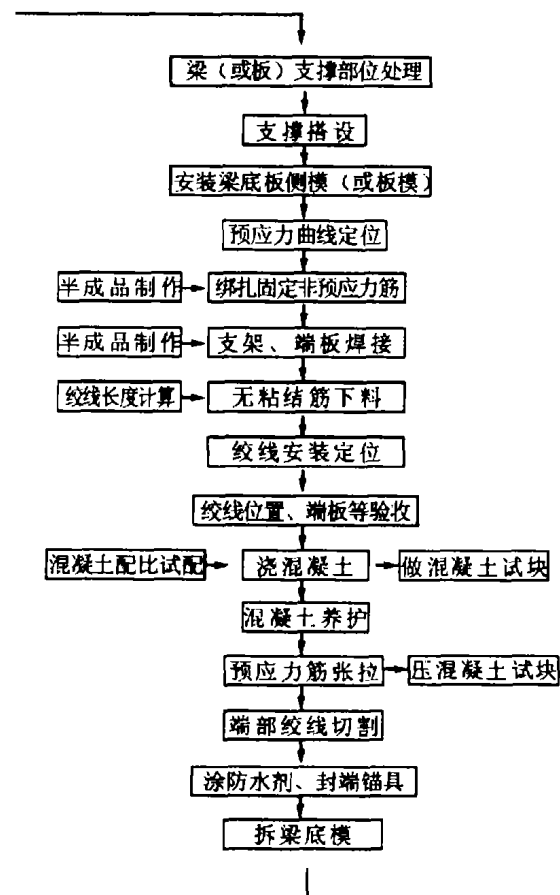 梁（或板）支撑部位处理
支撑搭设
安装梁底板侧模（或板模）
预应力曲线定位
半成品制作
绑扎固定非预应力筋
半成品制作
支架、端板焊接
绞线长度计算
无粘结筋下料
绞线安装定位
绞线位置、端板等验收
混凝土配比试配
浇混凝土
做混凝土试块
混凝土养护
预应力筋张拉
压混凝土试块
端部绞线切割
涂防水剂、封端锚具
拆梁底模